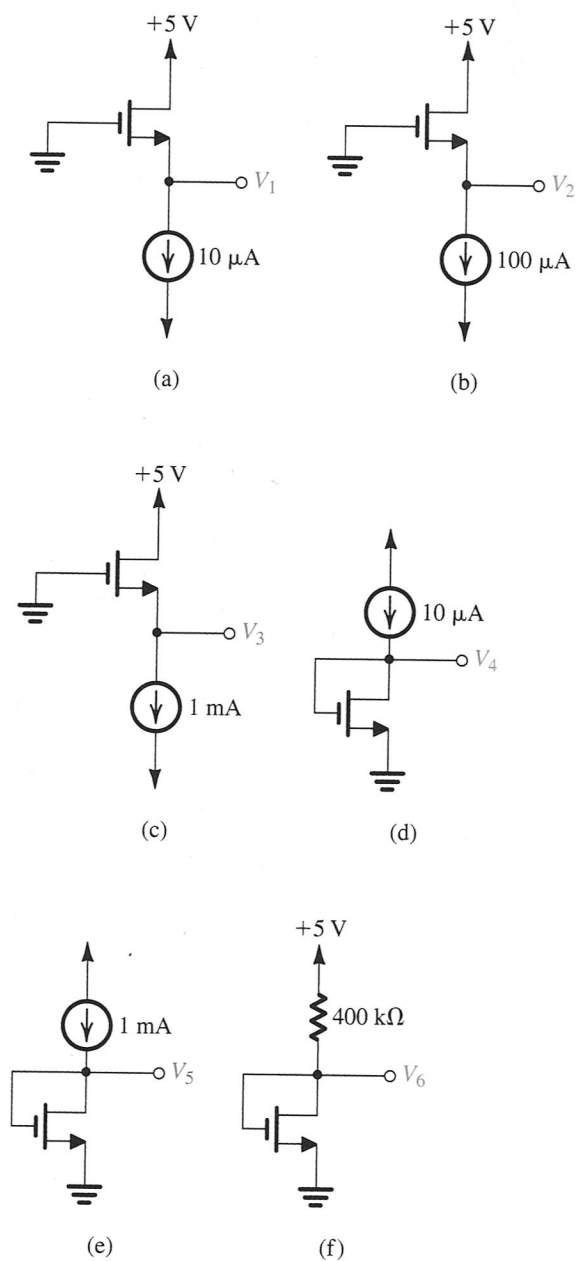 +5 V
+5 V
V1
V2
10 µA
100 µA
(a)
(b)
+5 V
10 µA
V3
V4
1 mA
(c)
(d)
+5 V
1 mA
400 kΩ
V5
V6
(e)
(f)